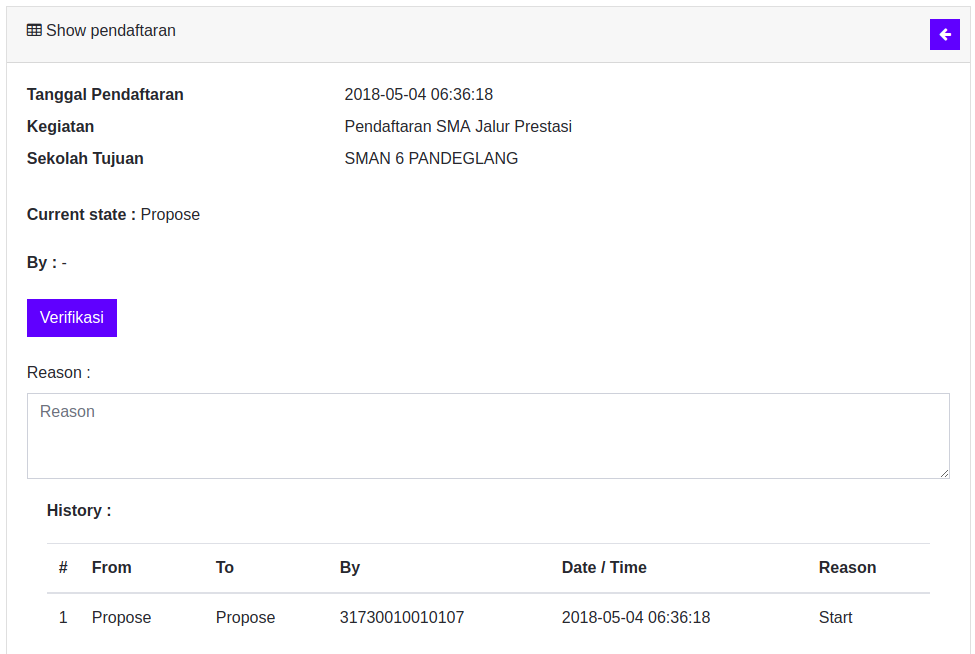 Show pendaftaran
Tanggal Pendaftaran 2018-05-04 06:36:18
Kegiatan Pendaftaran SMA Jalur Prestasi
Sekolah Tujuan SMAN 6 PANDEGLANG
Current state : Propose
By : -
Verifikasi
Reason :
Reason
History :
# From To By Date / Time Reason
1 Propose Propose 31730010010107 2018-05-04 06:36:18 Start